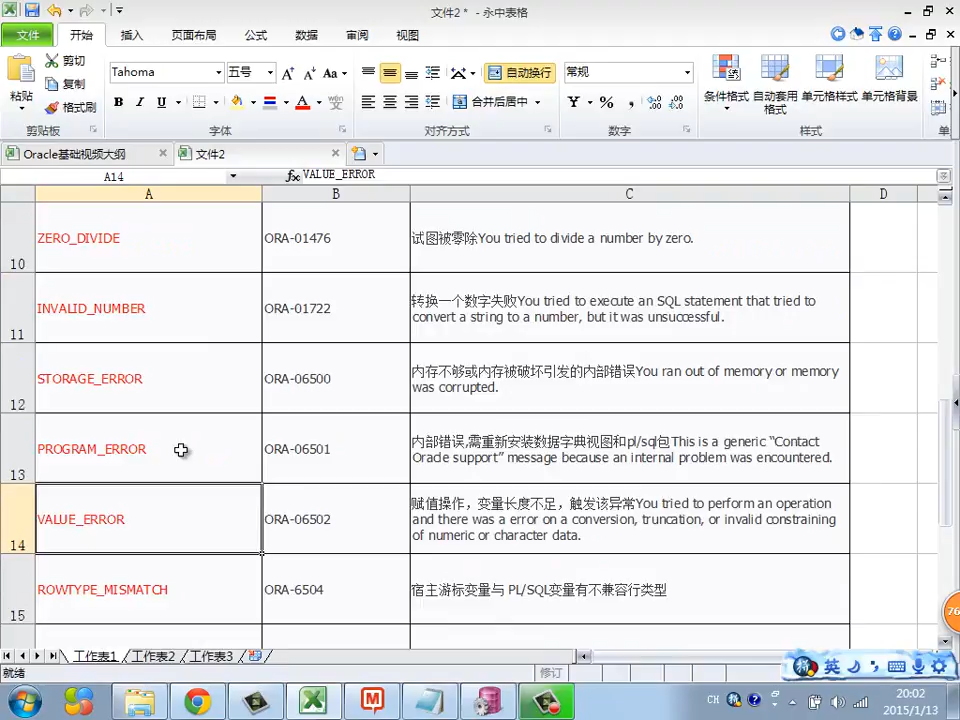 文件2 * - 永中表格
文件 开始 插入 页面布局 公式 数据 审阅 视图
粘贴 剪切 复制 格式刷
Tahoma 五号 Aa
B I U A
自动换行 合并后居中
常规
¥ % ,
条件格式 自动套用格式 单元格样式 单元格背景
剪贴板 字体 对齐方式 数字 样式 单
Oracle基础视频大纲 文件2
A14 fx VALUE_ERROR
A B C D
10 ZERO_DIVIDE ORA-01476 试图被零除You tried to divide a number by zero.
11 INVALID_NUMBER ORA-01722 转换一个数字失败You tried to execute an SQL statement that tried to
convert a string to a number, but it was unsuccessful.
12 STORAGE_ERROR ORA-06500 内存不够或内存被破坏引发的内部错误You ran out of memory or memory
was corrupted.
13 PROGRAM_ERROR ORA-06501 内部错误,需重新安装数据字典视图和pl/sql包This is a generic “Contact
Oracle support” message because an internal problem was encountered.
14 VALUE_ERROR ORA-06502 赋值操作，变量长度不足，触发该异常You tried to perform an operation
and there was a error on a conversion, truncation, or invalid constraining
of numeric or character data.
15 ROWTYPE_MISMATCH ORA-6504 宿主游标变量与 PL/SQL变量有不兼容行类型
工作表1 工作表2 工作表3
就绪 修订
英
76
CH 20:02
2015/1/13